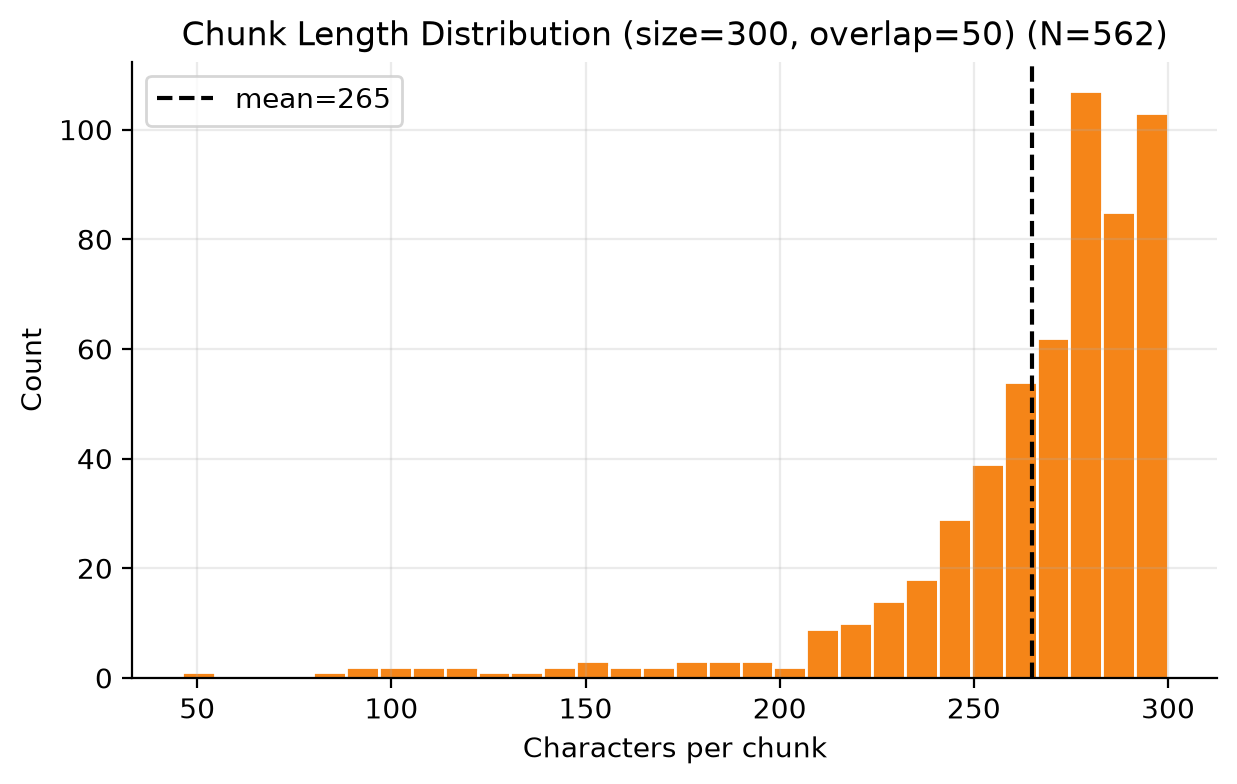 Chunk Length Distribution (size=300, overlap=50) (N=562)
mean=265
100
80
60
40
20
0
Count
50 100 150 200 250 300
Characters per chunk